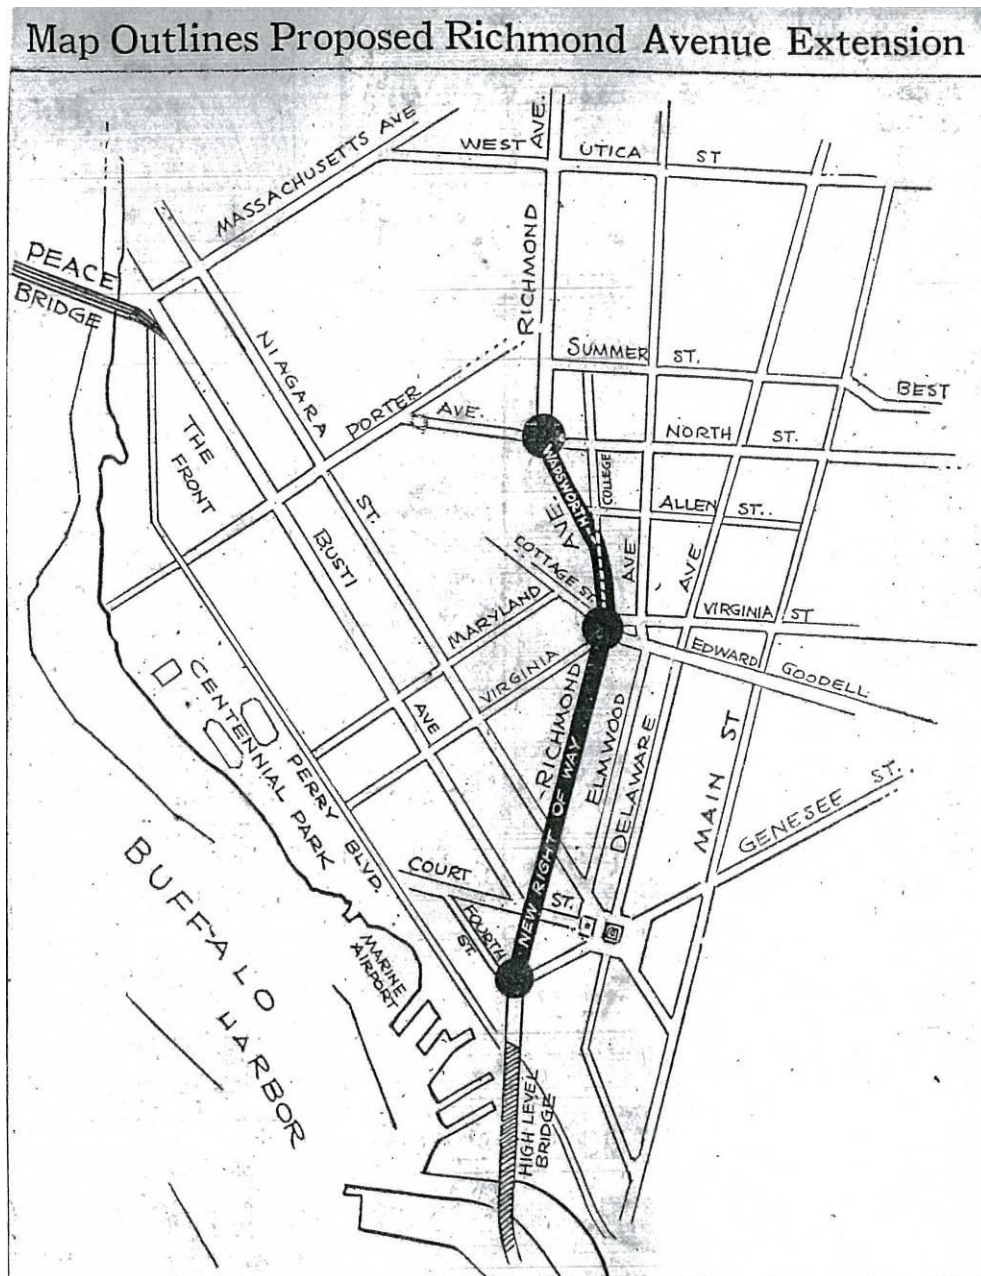 Map Outlines Proposed Richmond Avenue Extension
MASSACHUSETTS AVE
WEST
AVE.
UTICA
ST
PEACE
BRIDGE
RICHMOND
NIAGARA
ST.
SUMMER
ST.
BEST
PORTER
AVE.
NORTH
ST.
THE
FRONT
WADSWORTH
COLLEGE
ALLEN
ST..
AVE.
BUSTI
AVE
COTTAGE ST.
AVE
AVE
VIRGINIA
ST
MARYLAND
EDWARD
GOODELL
VIRGINIA
CENTENNIAL
PARK
PERRY
BLVD.
-RICHMOND
NEW RIGHT OF WAY
ELMWOOD
DELAWARE
MAIN
ST
GENESEE
ST.
COURT
ST.
FOURTH
ST.
BUFFALO
HARBOR
MARINE
AIRPORT
HIGH LEVEL
BRIDGE